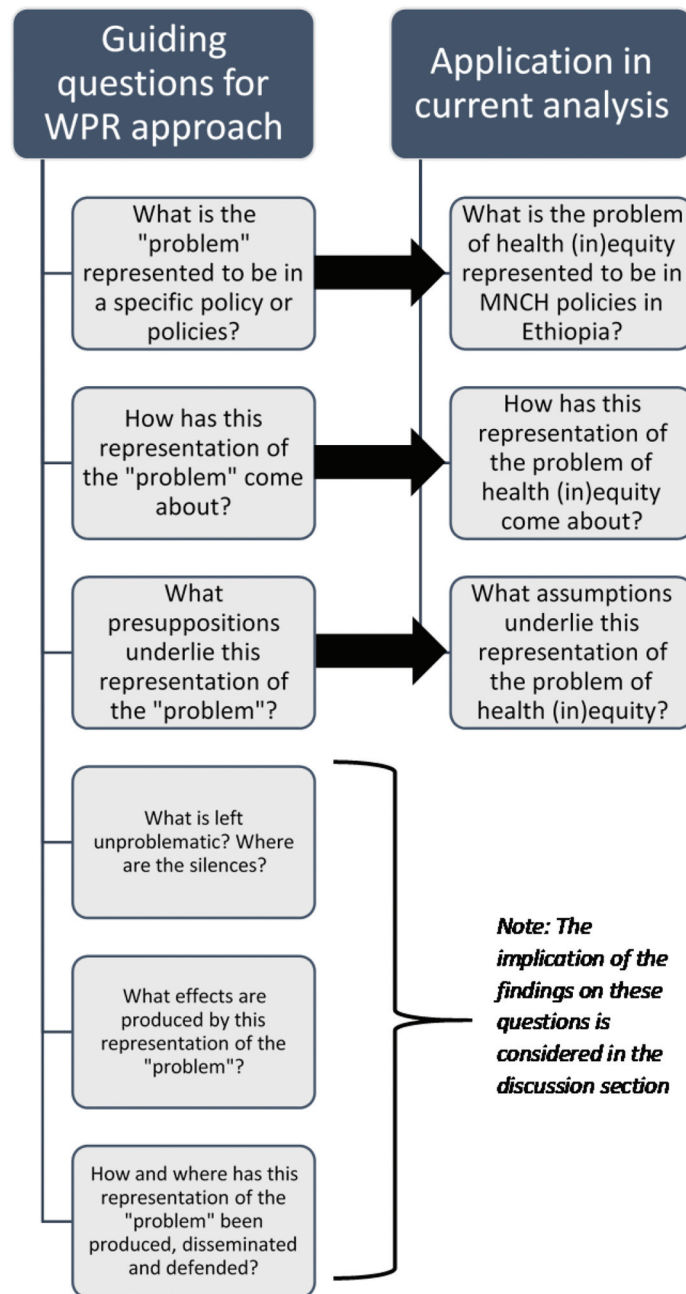 Guiding
questions for
WPR approach
Application in
current analysis
What is the
"problem"
represented to be in
a specific policy or
policies?
What is the problem
of health (in)equity
represented to be in
MNCH policies in
Ethiopia?
How has this
representation of
the "problem" come
about?
How has this
representation of
the problem of
health (in)equity
come about?
What
presuppositions
underlie this
representation of
the "problem"?
What assumptions
underlie this
representation of
the problem of
health (in)equity?
What is left
unproblematic? Where
are the silences?
What effects are
produced by this
representation of the
"problem"?
How and where has this
representation of the
"problem" been
produced, disseminated
and defended?
Note: The
implication of the
findings on these
questions is
considered in the
discussion section